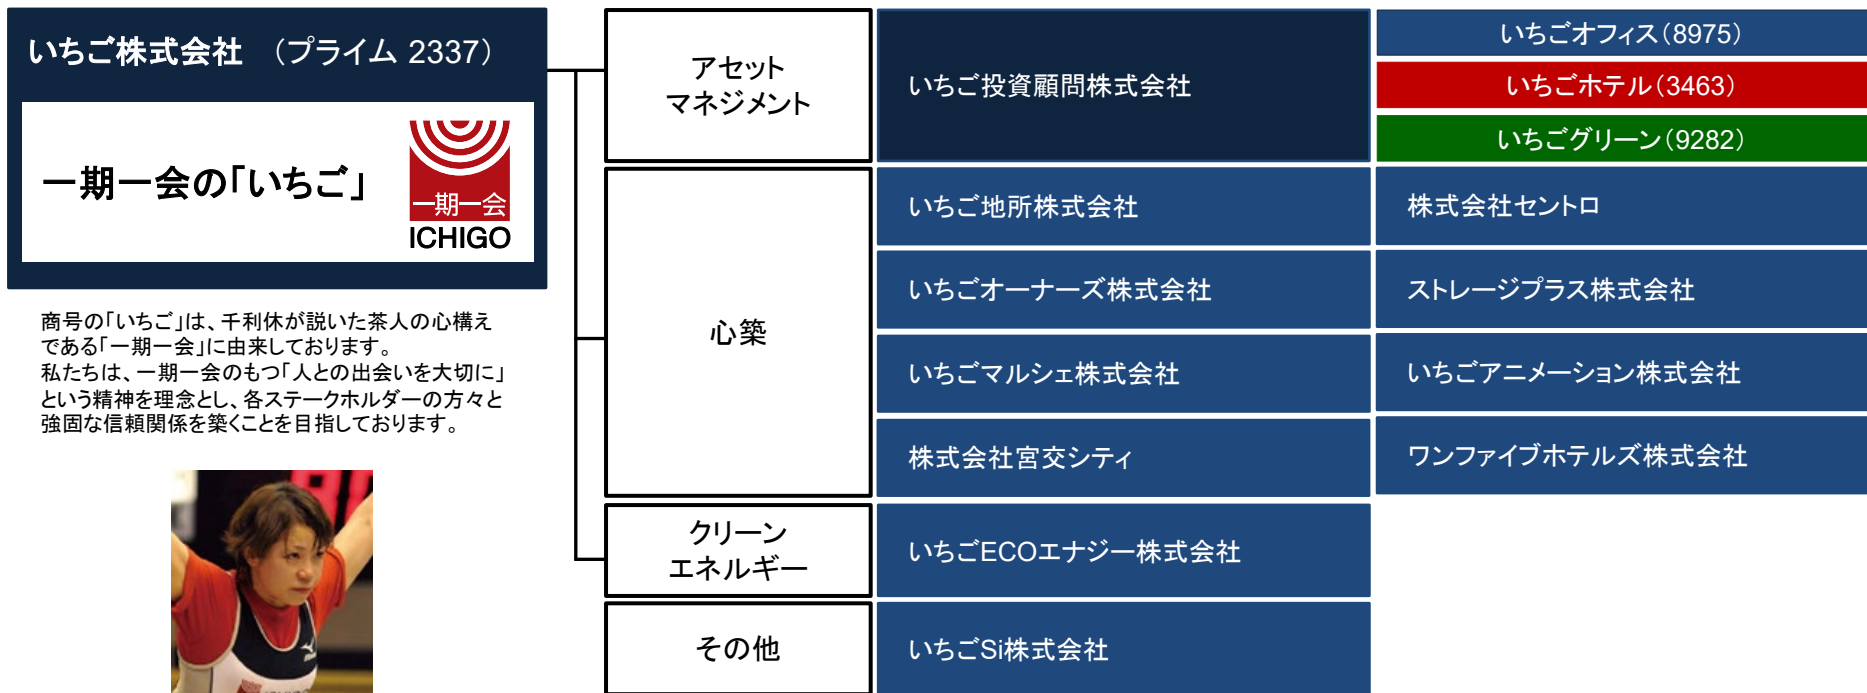 いちご株式会社 （プライム 2337）
一期一会の「いちご」
一期一会
ICHIGO
商号の「いちご」は、千利休が説いた茶人の心構え
である「一期一会」に由来しております。
私たちは、一期一会のもつ「人との出会いを大切に」
という精神を理念とし、各ステークホルダーの方々と
強固な信頼関係を築くことを目指しております。
アセット
マネジメント
いちご投資顧問株式会社
いちごオフィス（8975）
いちごホテル（3463）
いちごグリーン（9282）
心築
いちご地所株式会社
株式会社セントロ
いちごオーナーズ株式会社
ストレージプラス株式会社
いちごマルシェ株式会社
いちごアニメーション株式会社
株式会社宮交シティ
ワンファイブホテルズ株式会社
クリーン
エネルギー
いちごECOエナジー株式会社
その他
いちごSi株式会社